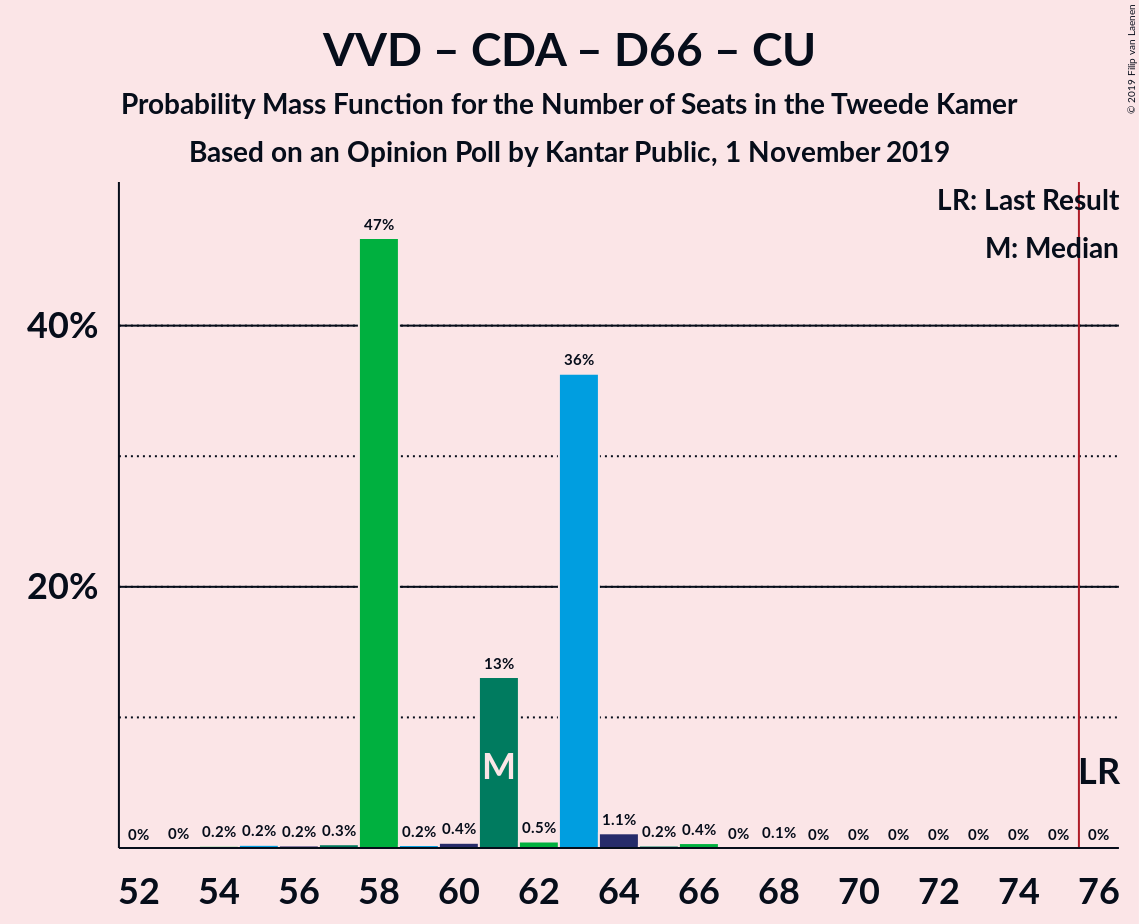 VVD – CDA – D66 – CU
Probability Mass Function for the Number of Seats in the Tweede Kamer
Based on an Opinion Poll by Kantar Public, 1 November 2019
© 2019 Filip van Laenen
LR: Last Result
M: Median
40%
20%
47%
36%
13%
M
LR
0% 0% 0.2% 0.2% 0.2% 0.3% 0.2% 0.4% 0.5% 1.1% 0.2% 0.4% 0% 0.1% 0% 0% 0% 0% 0% 0% 0% 0%
52 54 56 58 60 62 64 66 68 70 72 74 76